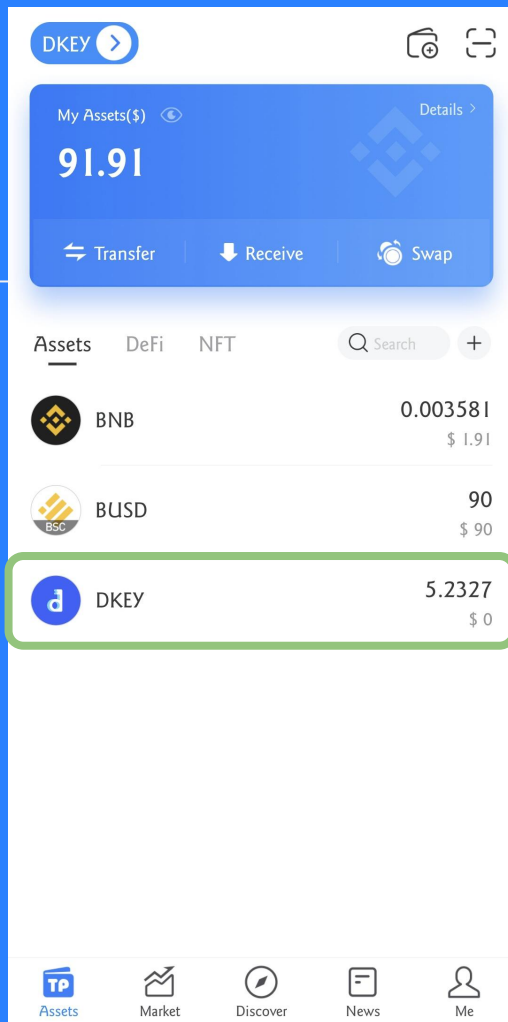 DKEY
My Assets($)
Details >
91.91
Transfer
Receive
Swap
Assets DeFi NFT
Search
BNB
0.003581
$ 1.91
BSC
BUSD
90
$ 90
d
DKEY
5.2327
$ 0
TP
Assets Market Discover News Me